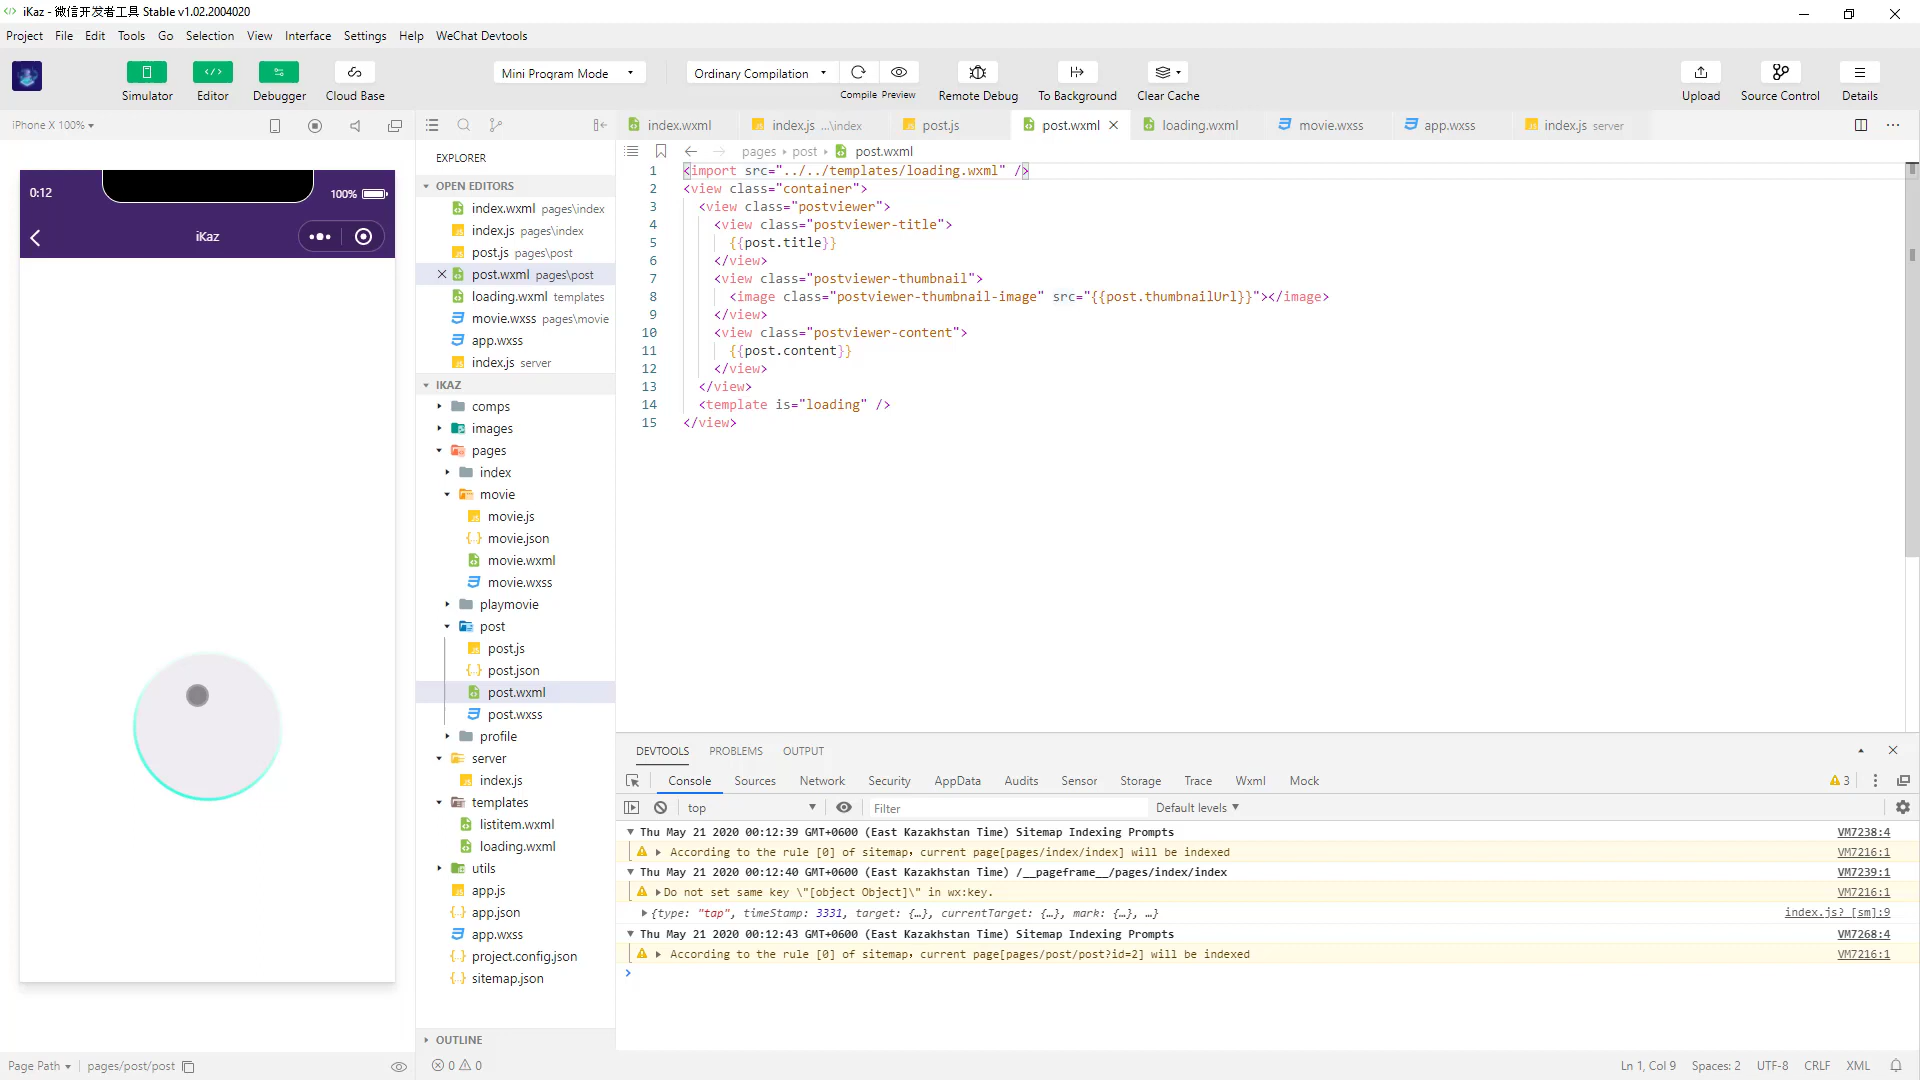 iKaz - 微信开发者工具 Stable v1.02.2004020
Project File Edit Tools Go Selection View Interface Settings Help WeChat Devtools
Simulator Editor Debugger Cloud Base
Mini Program Mode
Ordinary Compilation
Compile Preview
Remote Debug To Background Clear Cache
Upload Source Control Details
iPhone X 100%
0:12
100%
iKaz
Page Path pages/post/post
EXPLORER
OPEN EDITORS
index.wxml pages\index
index.js pages\index
post.js pages\post
post.wxml pages\post
loading.wxml templates
movie.wxss pages\movie
app.wxss
index.js server
IKAZ
comps
images
pages
index
movie
movie.js
movie.json
movie.wxml
movie.wxss
playmovie
post
post.js
post.json
post.wxml
post.wxss
profile
server
index.js
templates
listitem.wxml
loading.wxml
utils
app.js
app.json
app.wxss
project.config.json
sitemap.json
OUTLINE
0 0
index.wxml index.js ...\index post.js post.wxml loading.wxml movie.wxss app.wxss index.js server
pages post post.wxml
1 <import src="../../templates/loading.wxml" />
2 <view class="container">
3 <view class="postviewer">
4 <view class="postviewer-title">
5 {{post.title}}
6 </view>
7 <view class="postviewer-thumbnail">
8 <image class="postviewer-thumbnail-image" src="{{post.thumbnailUrl}}"></image>
9 </view>
10 <view class="postviewer-content">
11 {{post.content}}
12 </view>
13 </view>
14 <template is="loading" />
15 </view>
DEVTOOLS PROBLEMS OUTPUT
Console Sources Network Security AppData Audits Sensor Storage Trace Wxml Mock 3
top Filter Default levels
Thu May 21 2020 00:12:39 GMT+0600 (East Kazakhstan Time) Sitemap Indexing Prompts VM7238:4
According to the rule [0] of sitemap，current page[pages/index/index] will be indexed VM7216:1
Thu May 21 2020 00:12:40 GMT+0600 (East Kazakhstan Time) /__pageframe__/pages/index/index VM7239:1
Do not set same key \"[object Object]\" in wx:key. VM7216:1
{type: "tap", timeStamp: 3331, target: {…}, currentTarget: {…}, mark: {…}, …} index.js? [sm]:9
Thu May 21 2020 00:12:43 GMT+0600 (East Kazakhstan Time) Sitemap Indexing Prompts VM7268:4
According to the rule [0] of sitemap，current page[pages/post/post?id=2] will be indexed VM7216:1
Ln 1, Col 9 Spaces: 2 UTF-8 CRLF XML